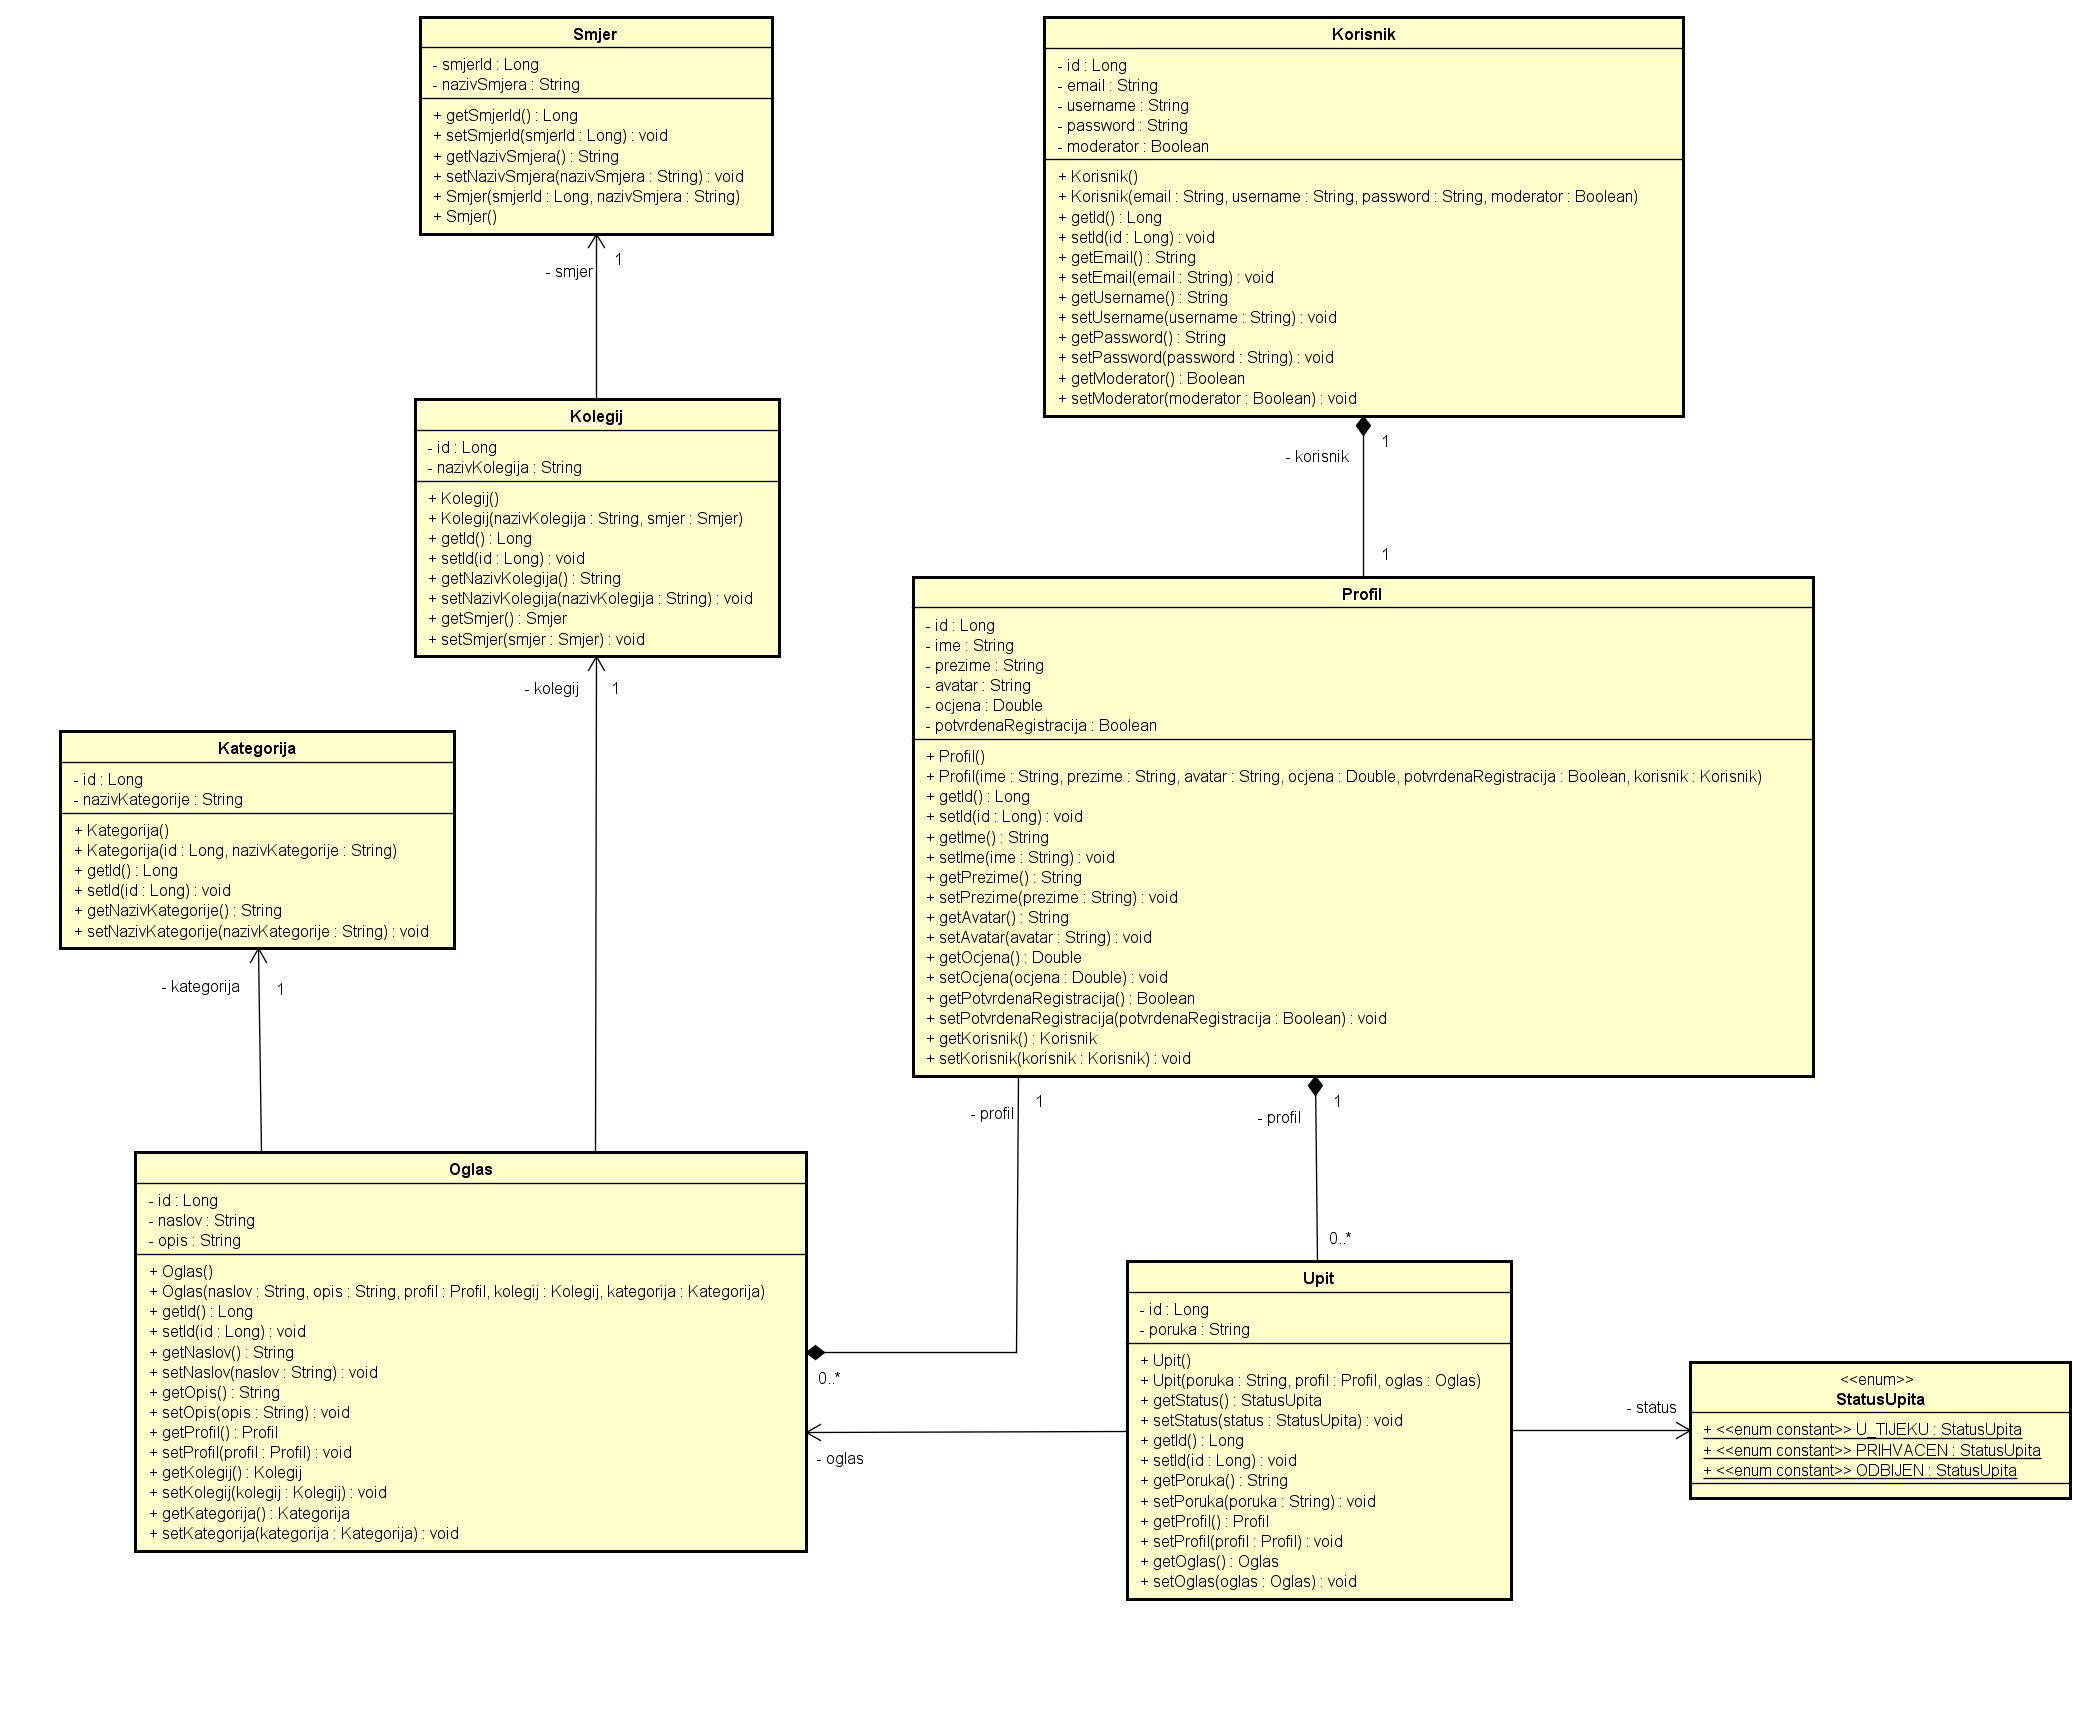 Smjer
- smjerId : Long
- nazivSmjera : String
+ getSmjerId() : Long
+ setSmjerId(smjerId : Long) : void
+ getNazivSmjera() : String
+ setNazivSmjera(nazivSmjera : String) : void
+ Smjer(smjerId : Long, nazivSmjera : String)
+ Smjer()
- smjer
1
Korisnik
- id : Long
- email : String
- username : String
- password : String
- moderator : Boolean
+ Korisnik()
+ Korisnik(email : String, username : String, password : String, moderator : Boolean)
+ getId() : Long
+ setId(id : Long) : void
+ getEmail() : String
+ setEmail(email : String) : void
+ getUsername() : String
+ setUsername(username : String) : void
+ getPassword() : String
+ setPassword(password : String) : void
+ getModerator() : Boolean
+ setModerator(moderator : Boolean) : void
1
- korisnik
1
Kolegij
- id : Long
- nazivKolegija : String
+ Kolegij()
+ Kolegij(nazivKolegija : String, smjer : Smjer)
+ getId() : Long
+ setId(id : Long) : void
+ getNazivKolegija() : String
+ setNazivKolegija(nazivKolegija : String) : void
+ getSmjer() : Smjer
+ setSmjer(smjer : Smjer) : void
- kolegij
1
Profil
- id : Long
- ime : String
- prezime : String
- avatar : String
- ocjena : Double
- potvrdenaRegistracija : Boolean
+ Profil()
+ Profil(ime : String, prezime : String, avatar : String, ocjena : Double, potvrdenaRegistracija : Boolean, korisnik : Korisnik)
+ getId() : Long
+ setId(id : Long) : void
+ getIme() : String
+ setIme(ime : String) : void
+ getPrezime() : String
+ setPrezime(prezime : String) : void
+ getAvatar() : String
+ setAvatar(avatar : String) : void
+ getOcjena() : Double
+ setOcjena(ocjena : Double) : void
+ getPotvrdenaRegistracija() : Boolean
+ setPotvrdenaRegistracija(potvrdenaRegistracija : Boolean) : void
+ getKorisnik() : Korisnik
+ setKorisnik(korisnik : Korisnik) : void
- profil
1
- profil
1
Kategorija
- id : Long
- nazivKategorije : String
+ Kategorija()
+ Kategorija(id : Long, nazivKategorije : String)
+ getId() : Long
+ setId(id : Long) : void
+ getNazivKategorije() : String
+ setNazivKategorije(nazivKategorije : String) : void
- kategorija
1
Oglas
- id : Long
- naslov : String
- opis : String
+ Oglas()
+ Oglas(naslov : String, opis : String, profil : Profil, kolegij : Kolegij, kategorija : Kategorija)
+ getId() : Long
+ setId(id : Long) : void
+ getNaslov() : String
+ setNaslov(naslov : String) : void
+ getOpis() : String
+ setOpis(opis : String) : void
+ getProfil() : Profil
+ setProfil(profil : Profil) : void
+ getKolegij() : Kolegij
+ setKolegij(kolegij : Kolegij) : void
+ getKategorija() : Kategorija
+ setKategorija(kategorija : Kategorija) : void
0..*
- oglas
0..*
Upit
- id : Long
- poruka : String
+ Upit()
+ Upit(poruka : String, profil : Profil, oglas : Oglas)
+ getStatus() : StatusUpita
+ setStatus(status : StatusUpita) : void
+ getId() : Long
+ setId(id : Long) : void
+ getPoruka() : String
+ setPoruka(poruka : String) : void
+ getProfil() : Profil
+ setProfil(profil : Profil) : void
+ getOglas() : Oglas
+ setOglas(oglas : Oglas) : void
- status
<<enum>>
StatusUpita
+ <<enum constant>> U_TIJEKU : StatusUpita
+ <<enum constant>> PRIHVACEN : StatusUpita
+ <<enum constant>> ODBIJEN : StatusUpita